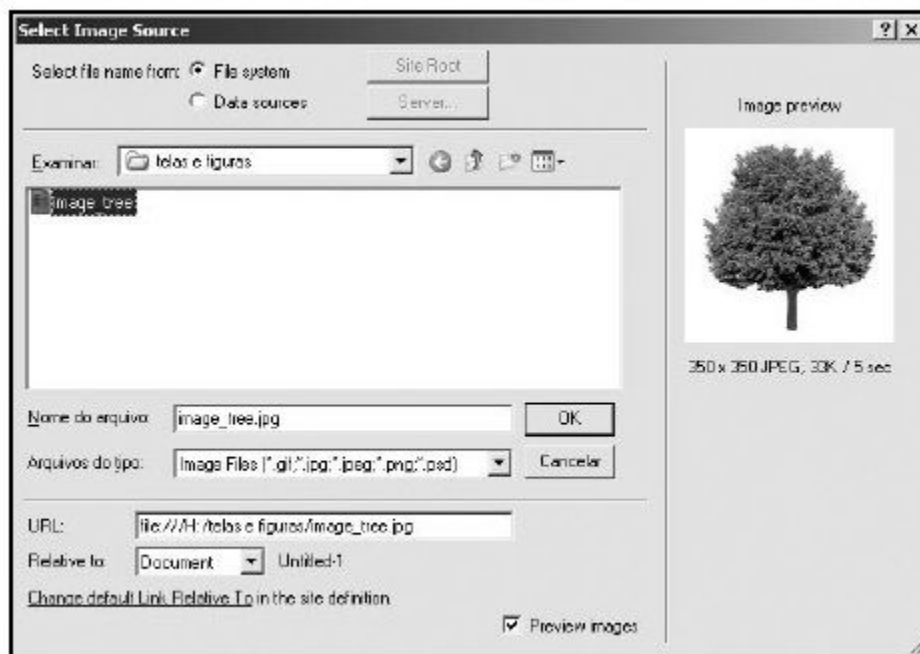 Select Image Source
Select file name from: File system Site Root
Data sources Server...
Image preview
Examinar: telas e figuras
image_tree
350 x 350 JPEG, 33K / 5 sec
Nome do arquivo: image_tree.jpg OK
Arquivos do tipo: Image Files (*.gif;*.jpg;*.jpeg;*.png;*.psd) Cancelar
URL: file:///H:/telas e figuras/image_tree.jpg
Relative to: Document Untitled-1
Change default Link Relative To in the site definition.
Preview images